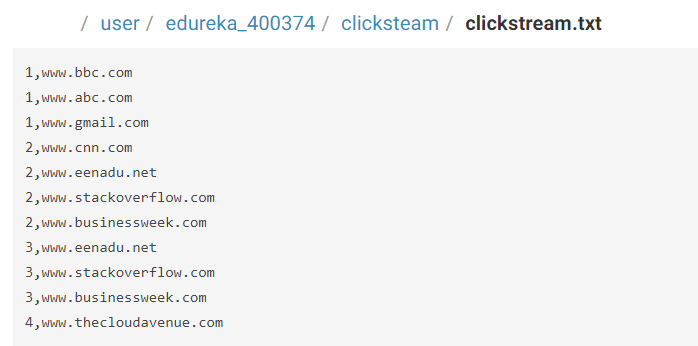 / user / edureka_400374 / clicksteam / clickstream.txt
1,www.bbc.com
1,www.abc.com
1,www.gmail.com
2,www.cnn.com
2,www.eenadu.net
2,www.stackoverflow.com
2,www.businessweek.com
3,www.eenadu.net
3,www.stackoverflow.com
3,www.businessweek.com
4,www.thecloudavenue.com